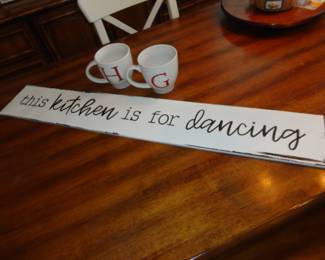 H G
this kitchen is for dancing